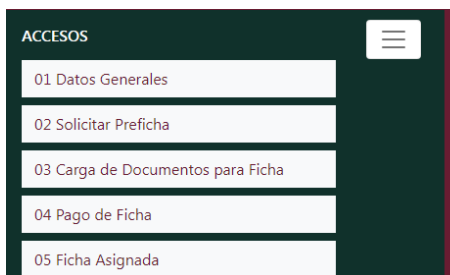 ACCESOS
01 Datos Generales
02 Solicitar Preficha
03 Carga de Documentos para Ficha
04 Pago de Ficha
05 Ficha Asignada